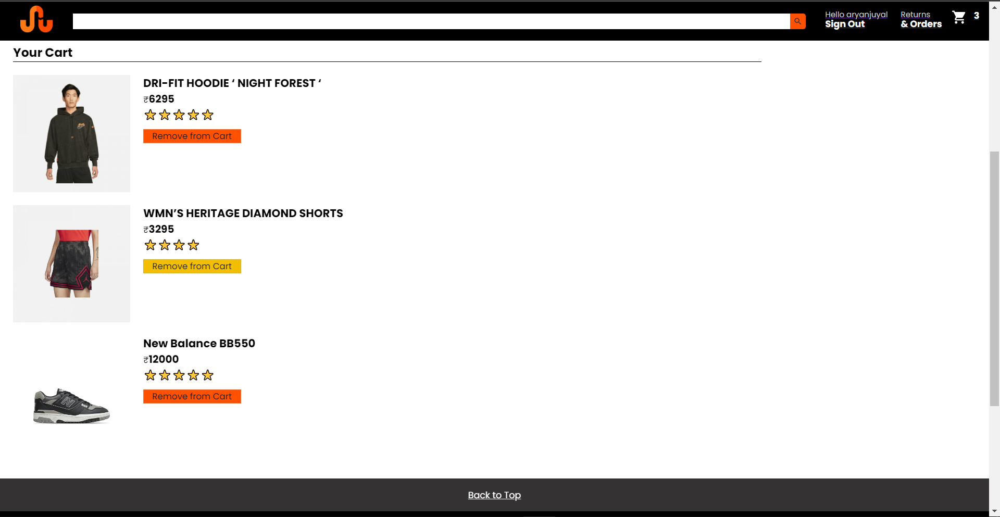 Hello aryanjuyal
Sign Out
Returns
& Orders
3
Your Cart
DRI-FIT HOODIE ‘ NIGHT FOREST ‘
₹6295
Remove from Cart
WMN’S HERITAGE DIAMOND SHORTS
₹3295
Remove from Cart
New Balance BB550
₹12000
Remove from Cart
Back to Top